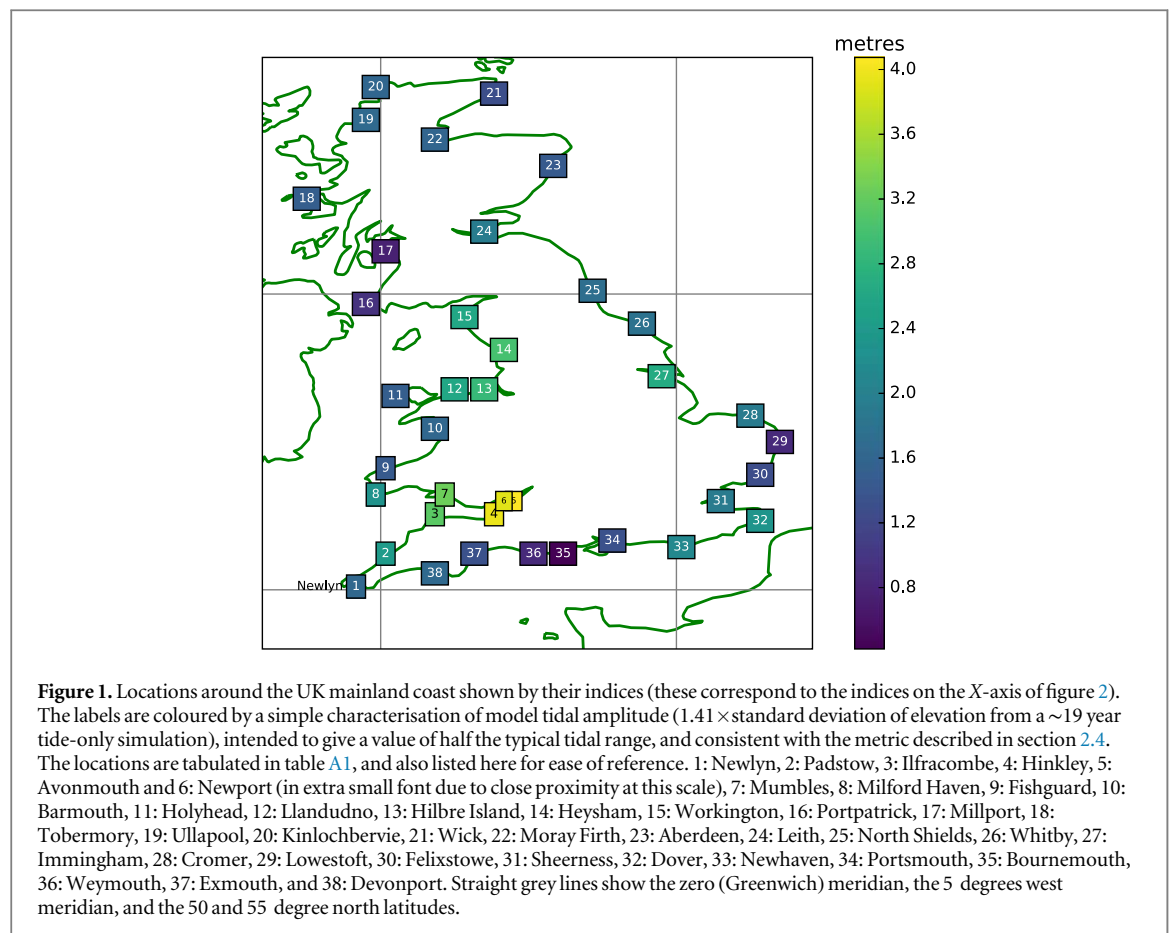 metres
4.0
3.6
3.2
2.8
2.4
2.0
1.6
1.2
0.8
20
21
19
22
23
18
24
17
25
16
15
26
14
27
12 13
11
28
10
29
9
30
8 7 6 5
31
3 4
32
34
33
2 37 36 35
38
Newlyn 1
Figure 1. Locations around the UK mainland coast shown by their indices (these correspond to the indices on the X-axis of figure 2).
The labels are coloured by a simple characterisation of model tidal amplitude (1.41×standard deviation of elevation from a ~19 year
tide-only simulation), intended to give a value of half the typical tidal range, and consistent with the metric described in section 2.4.
The locations are tabulated in table A1, and also listed here for ease of reference. 1: Newlyn, 2: Padstow, 3: Ilfracombe, 4: Hinkley, 5:
Avonmouth and 6: Newport (in extra small font due to close proximity at this scale), 7: Mumbles, 8: Milford Haven, 9: Fishguard, 10:
Barmouth, 11: Holyhead, 12: Llandudno, 13: Hilbre Island, 14: Heysham, 15: Workington, 16: Portpatrick, 17: Millport, 18:
Tobermory, 19: Ullapool, 20: Kinlochbervie, 21: Wick, 22: Moray Firth, 23: Aberdeen, 24: Leith, 25: North Shields, 26: Whitby, 27:
Immingham, 28: Cromer, 29: Lowestoft, 30: Felixstowe, 31: Sheerness, 32: Dover, 33: Newhaven, 34: Portsmouth, 35: Bournemouth,
36: Weymouth, 37: Exmouth, and 38: Devonport. Straight grey lines show the zero (Greenwich) meridian, the 5 degrees west
meridian, and the 50 and 55 degree north latitudes.